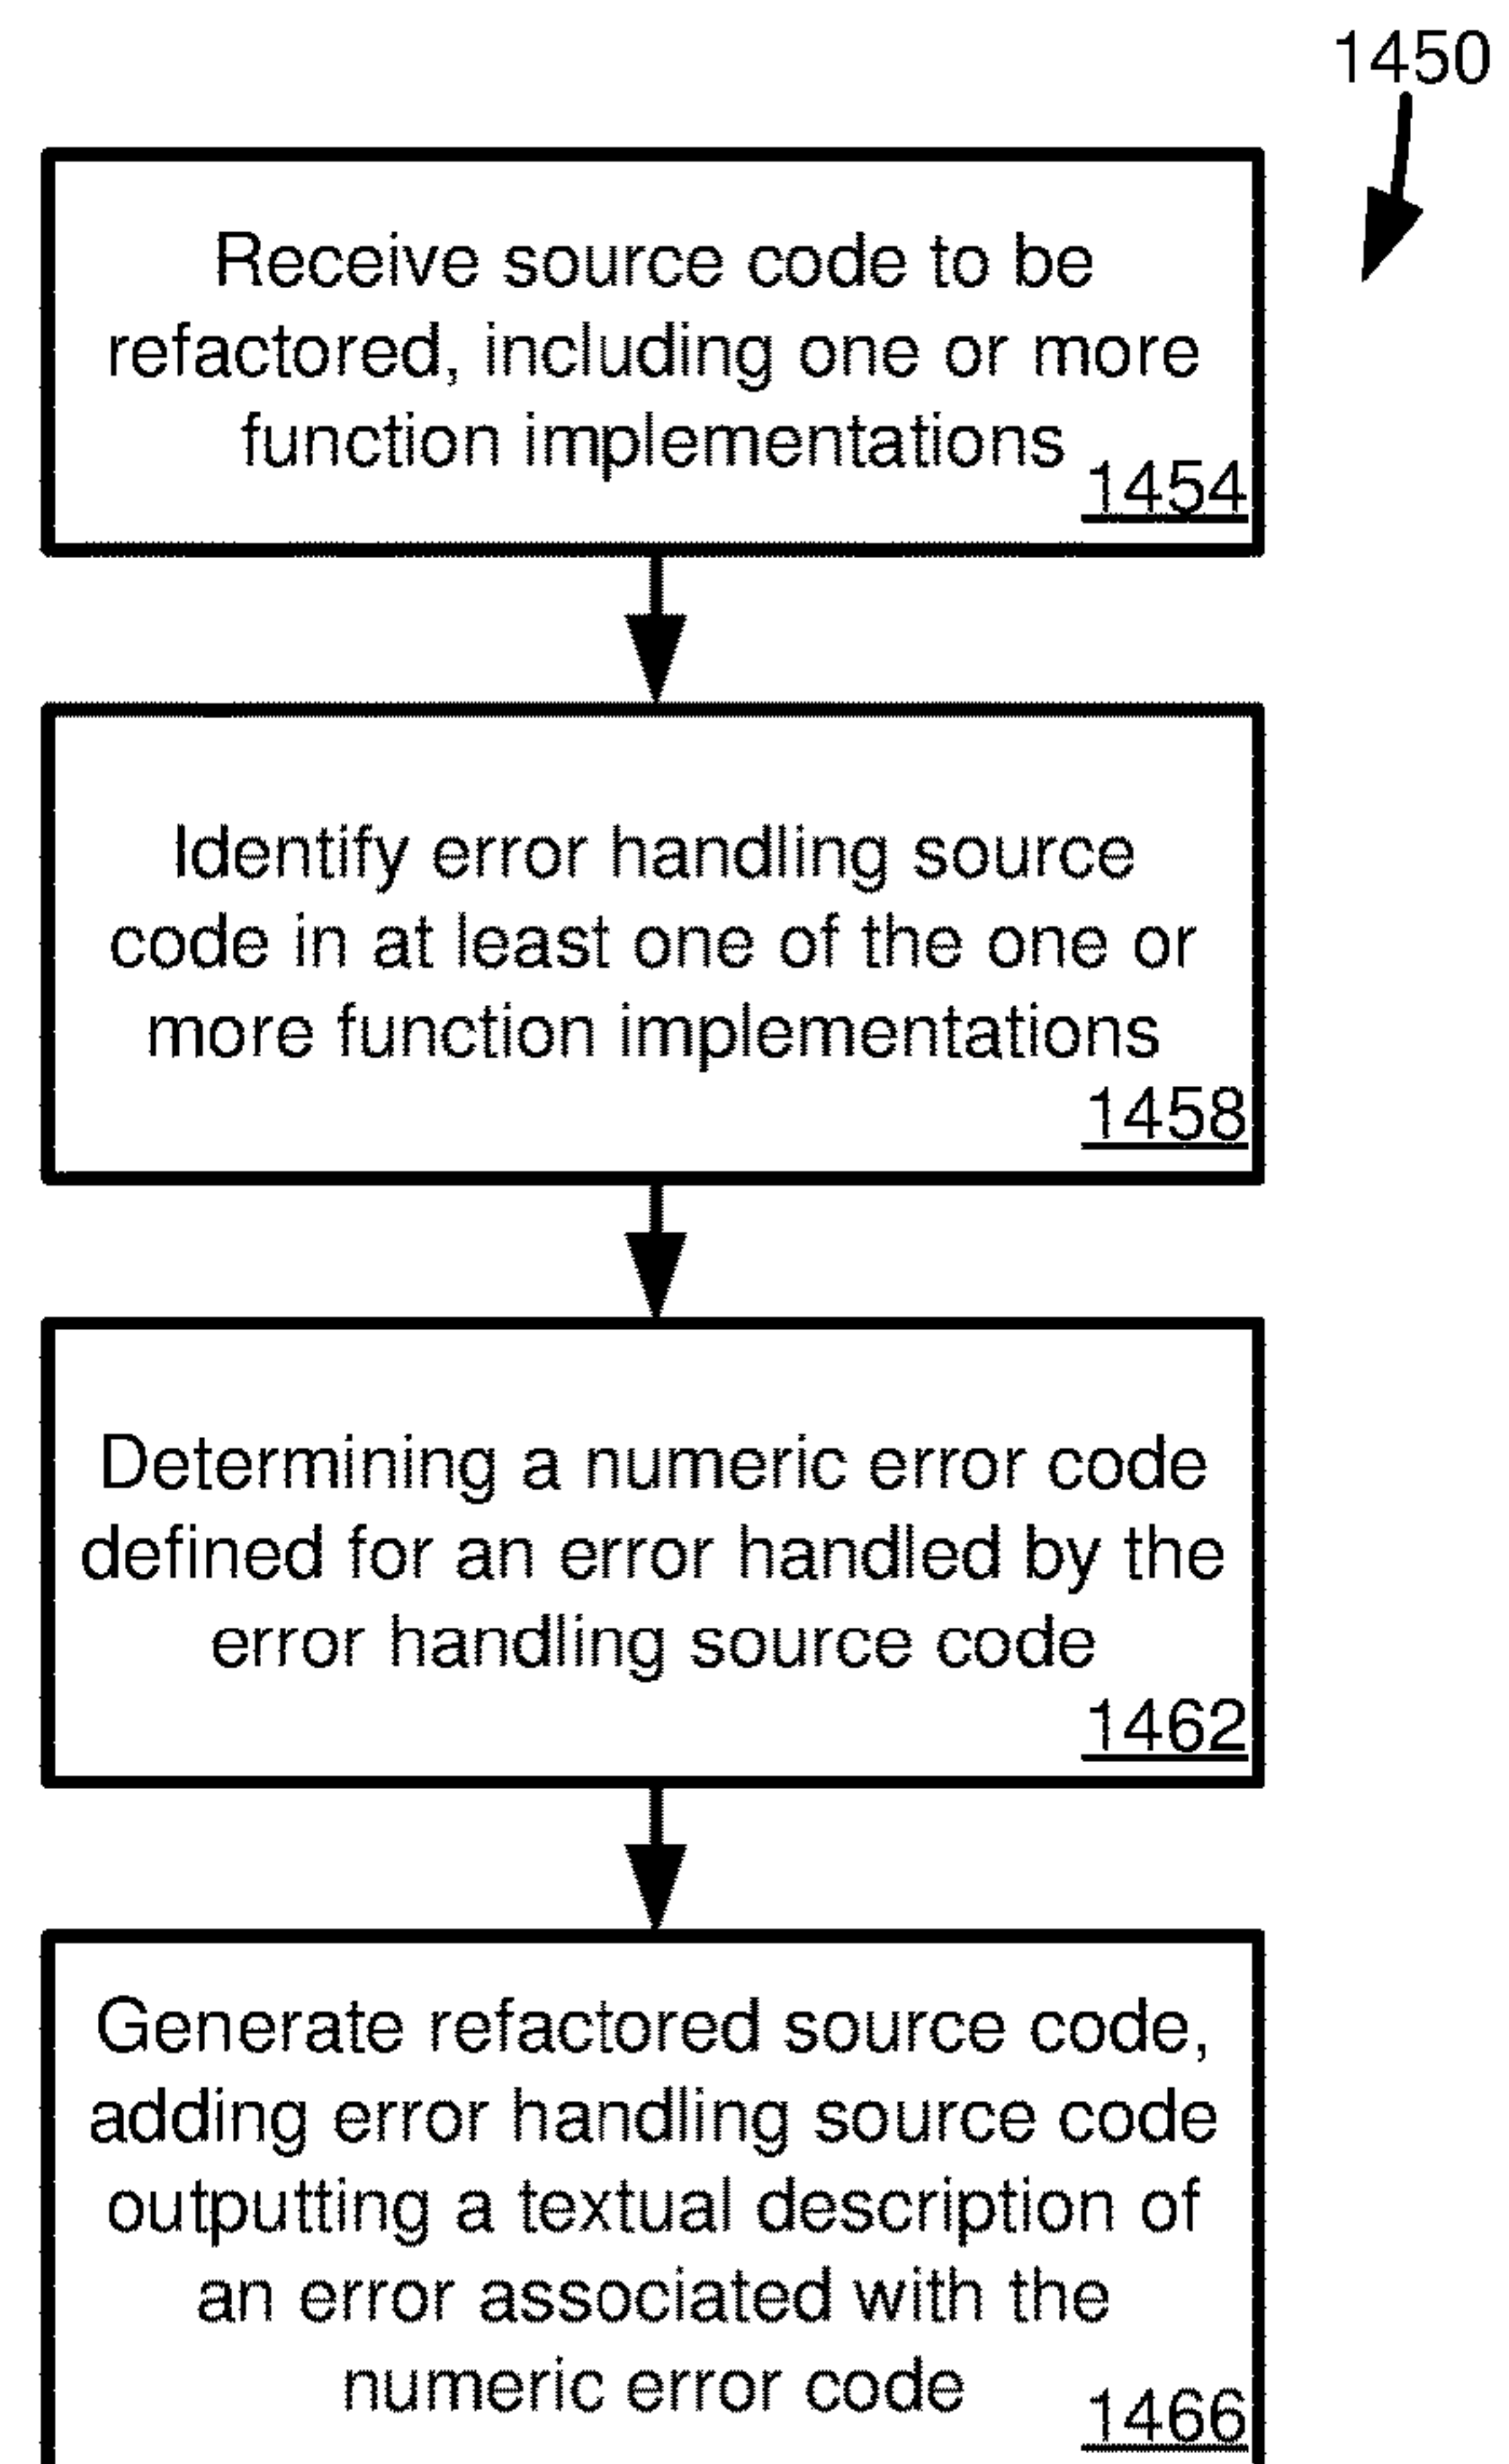 1450
Receive source code to be
refactored, including one or more
function implementations
1454
Identify error handling source
code in at least one of the one or
more function implementations
1458
Determining a numeric error code
defined for an error handled by the
error handling source code
1462
Generate refactored source code,
adding error handling source code
outputting a textual description of
an error associated with the
numeric error code
1466